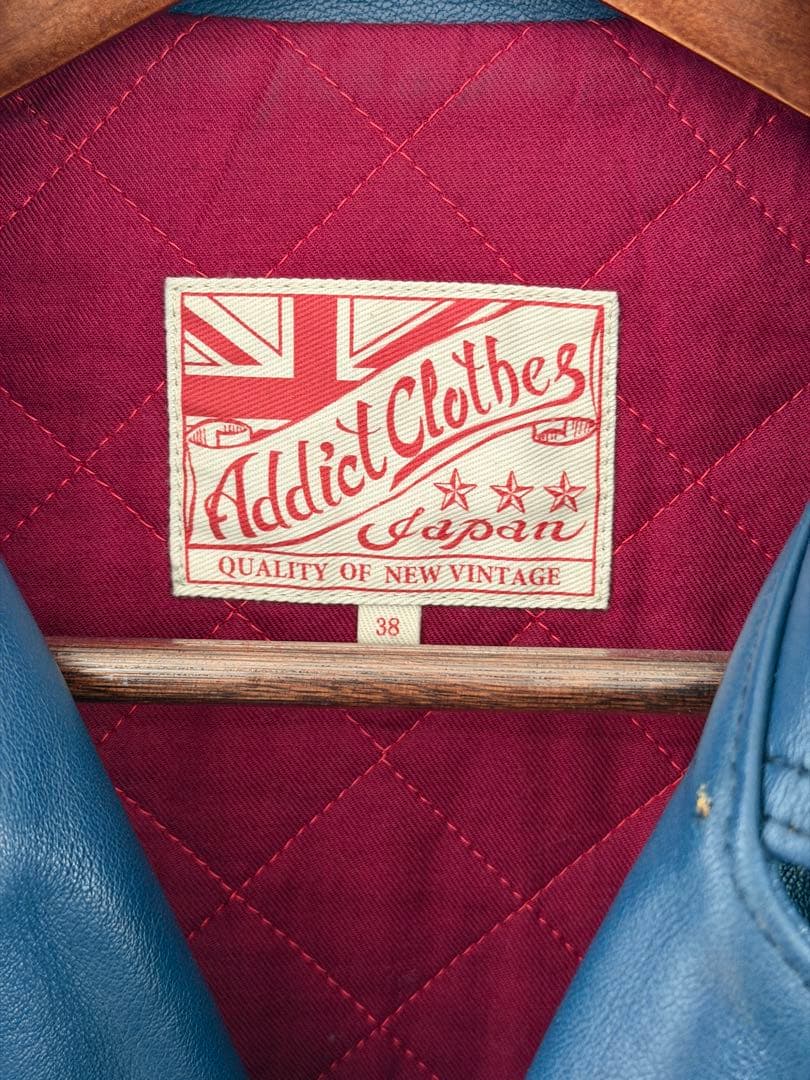 Addict Clothes
Japan
QUALITY OF NEW VINTAGE
38